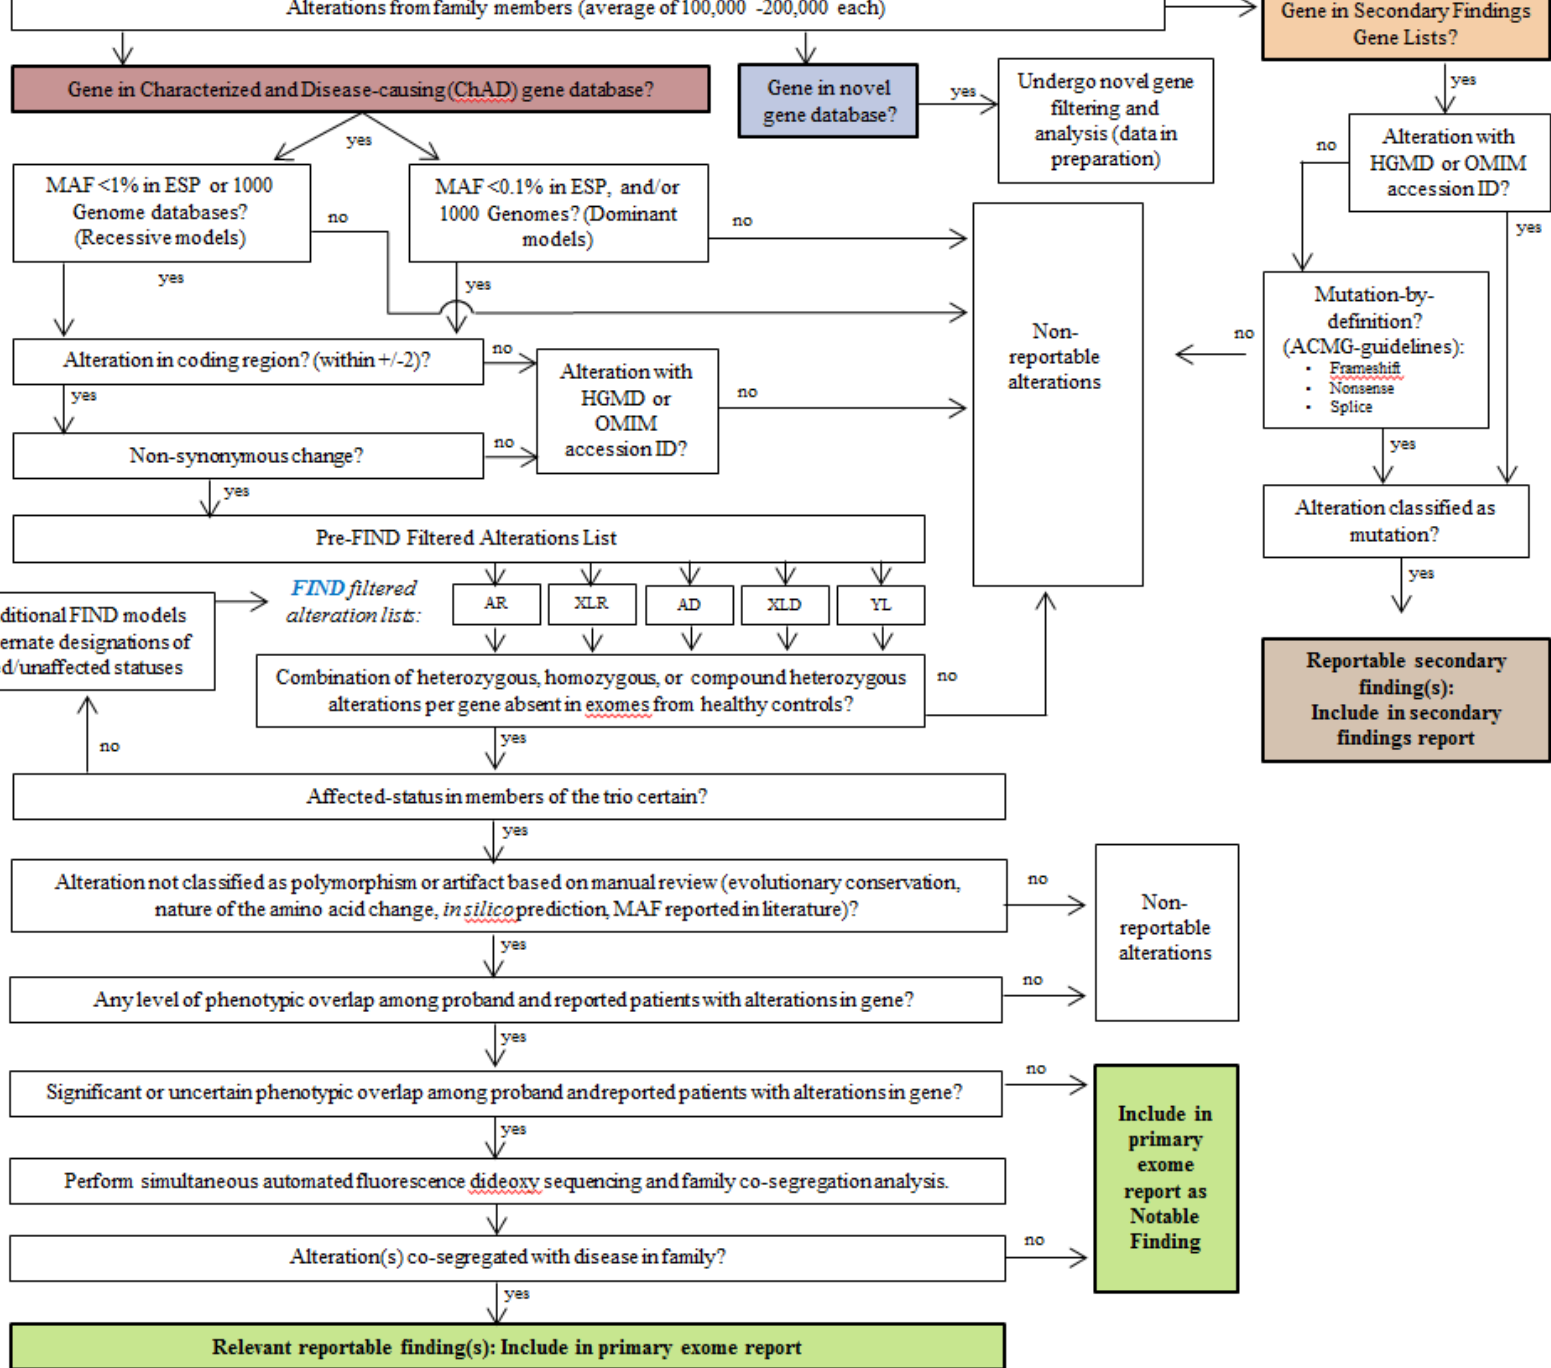 Alterations from family members (average of 100,000 -200,000 each)
Gene in Secondary Findings
Gene Lists?
yes
Gene in Characterized and Disease-causing (ChAD) gene database?
Gene in novel
gene database?
yes
Undergo novel gene
filtering and
analysis (data in
preparation)
Alteration with
HGMD or OMIM
accession ID?
no
yes
yes
MAF <1% in ESP or 1000
Genome databases?
(Recessive models)
no
yes
MAF <0.1% in ESP, and/or
1000 Genomes? (Dominant
models)
no
yes
Non-
reportable
alterations
Mutation-by-
definition?
(ACMG-guidelines):
▪ Frameshift
▪ Nonsense
▪ Splice
no
yes
Alteration in coding region? (within +/-2)?
no
yes
Alteration with
HGMD or
OMIM
accession ID?
no
Non-synonymous change?
no
yes
Alteration classified as
mutation?
yes
Pre-FIND Filtered Alterations List
FIND filtered
alteration lists:
AR
XLR
AD
XLD
YL
ditional FIND models
ernate designations of
d/unaffected statuses
no
Combination of heterozygous, homozygous, or compound heterozygous
alterations per gene absent in exomes from healthy controls?
no
yes
Reportable secondary
finding(s):
Include in secondary
findings report
Affected-status in members of the trio certain?
yes
Alteration not classified as polymorphism or artifact based on manual review (evolutionary conservation,
nature of the amino acid change, in silico prediction, MAF reported in literature)?
no
yes
Non-
reportable
alterations
Any level of phenotypic overlap among proband and reported patients with alterations in gene?
no
yes
Significant or uncertain phenotypic overlap among proband and reported patients with alterations in gene?
no
yes
Include in
primary
exome
report as
Notable
Finding
Perform simultaneous automated fluorescence dideoxy sequencing and family co-segregation analysis.
Alteration(s) co-segregated with disease in family?
no
yes
Relevant reportable finding(s): Include in primary exome report